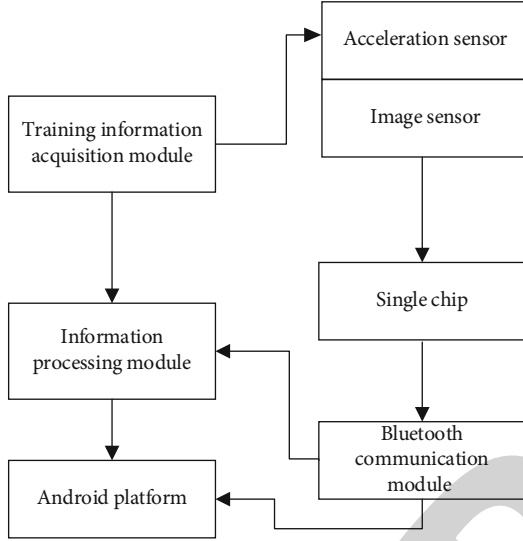 Acceleration sensor
Training information
acquisition module
Image sensor
Single chip
Information
processing module
Bluetooth
communication
module
Android platform